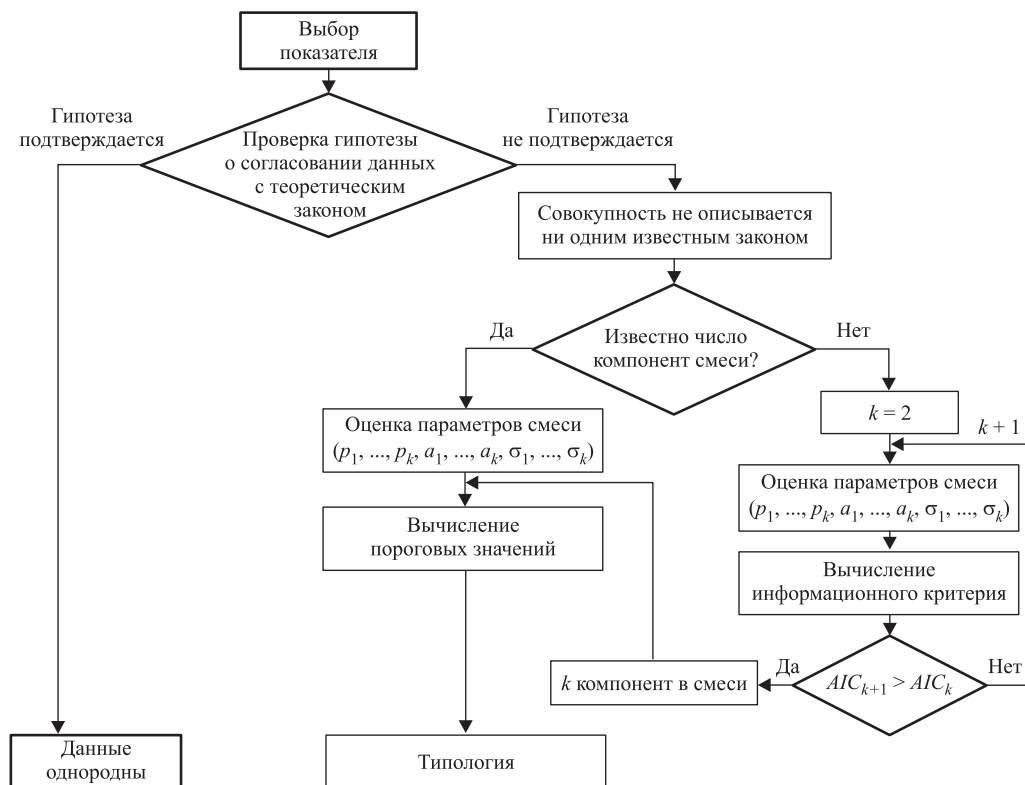 Выбор
показателя
Гипотеза
подтверждается
Гипотеза
не подтверждается
Проверка гипотезы
о согласовании данных
с теоретическим
законом
Совокупность не описывается
ни одним известным законом
Да
Известно число
компонент смеси?
Нет
k = 2
k + 1
Оценка параметров смеси
(p₁, ..., pₖ, a₁, ..., aₖ, σ₁, ..., σₖ)
Оценка параметров смеси
(p₁, ..., pₖ, a₁, ..., aₖ, σ₁, ..., σₖ)
Вычисление
пороговых значений
Вычисление
информационного критерия
k компонент в смеси
Да
AICₖ₊₁ > AICₖ
Нет
Данные
однородны
Типология